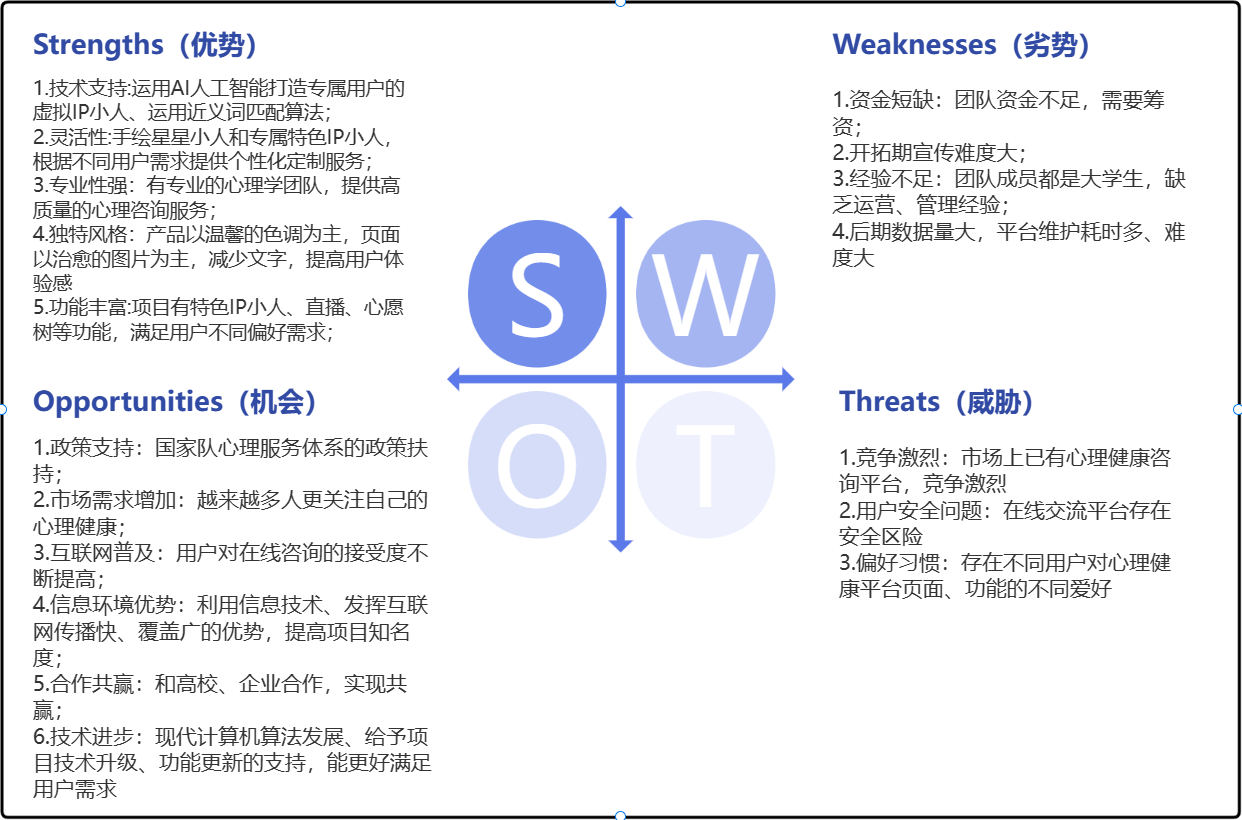 Strengths（优势）
1.技术支持:运用AI人工智能打造专属用户的
虚拟IP小人、运用近义词匹配算法；
2.灵活性:手绘星星小人和专属特色IP小人，
根据不同用户需求提供个性化定制服务；
3.专业性强：有专业的心理学团队，提供高
质量的心理咨询服务；
4.独特风格：产品以温馨的色调为主，页面
以治愈的图片为主，减少文字，提高用户体
验感
5.功能丰富:项目有特色IP小人、直播、心愿
树等功能，满足用户不同偏好需求；
Weaknesses（劣势）
1.资金短缺：团队资金不足，需要筹
资；
2.开拓期宣传难度大；
3.经验不足：团队成员都是大学生，缺
乏运营、管理经验；
4.后期数据量大，平台维护耗时多、难
度大
S
W
O
T
Opportunities（机会）
1.政策支持：国家队心理服务体系的政策扶
持；
2.市场需求增加：越来越多人更关注自己的
心理健康；
3.互联网普及：用户对在线咨询的接受度不
断提高；
4.信息环境优势：利用信息技术、发挥互联
网传播快、覆盖广的优势，提高项目知名
度；
5.合作共赢：和高校、企业合作，实现共
赢；
6.技术进步：现代计算机算法发展、给予项
目技术升级、功能更新的支持，能更好满足
用户需求
Threats（威胁）
1.竞争激烈：市场上已有心理健康咨
询平台，竞争激烈
2.用户安全问题：在线交流平台存在
安全区险
3.偏好习惯：存在不同用户对心理健
康平台页面、功能的不同爱好